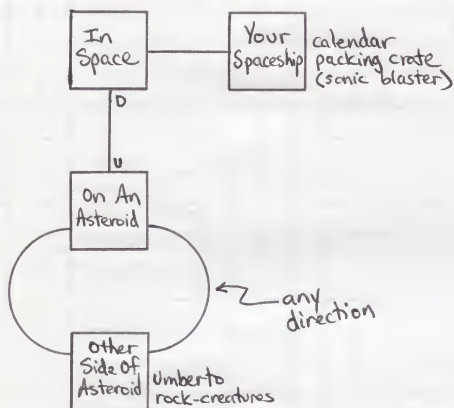 In
Space
Your
Spaceship
calendar
packing crate
(sonic blaster)
D
U
On An
Asteroid
any
direction
Other
Side Of
Asteroid
Umberto
rock-creatures